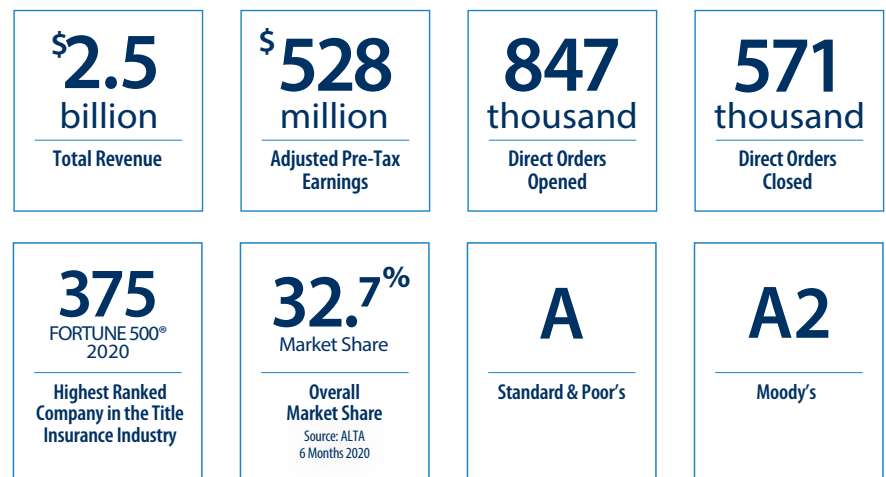 $2.5
billion
Total Revenue
$528
million
Adjusted Pre-Tax
Earnings
847
thousand
Direct Orders
Opened
571
thousand
Direct Orders
Closed
375
FORTUNE 500®
2020
Highest Ranked
Company in the Title
Insurance Industry
32.7%
Market Share
Overall
Market Share
Source: ALTA
6 Months 2020
A
Standard & Poor's
A2
Moody's